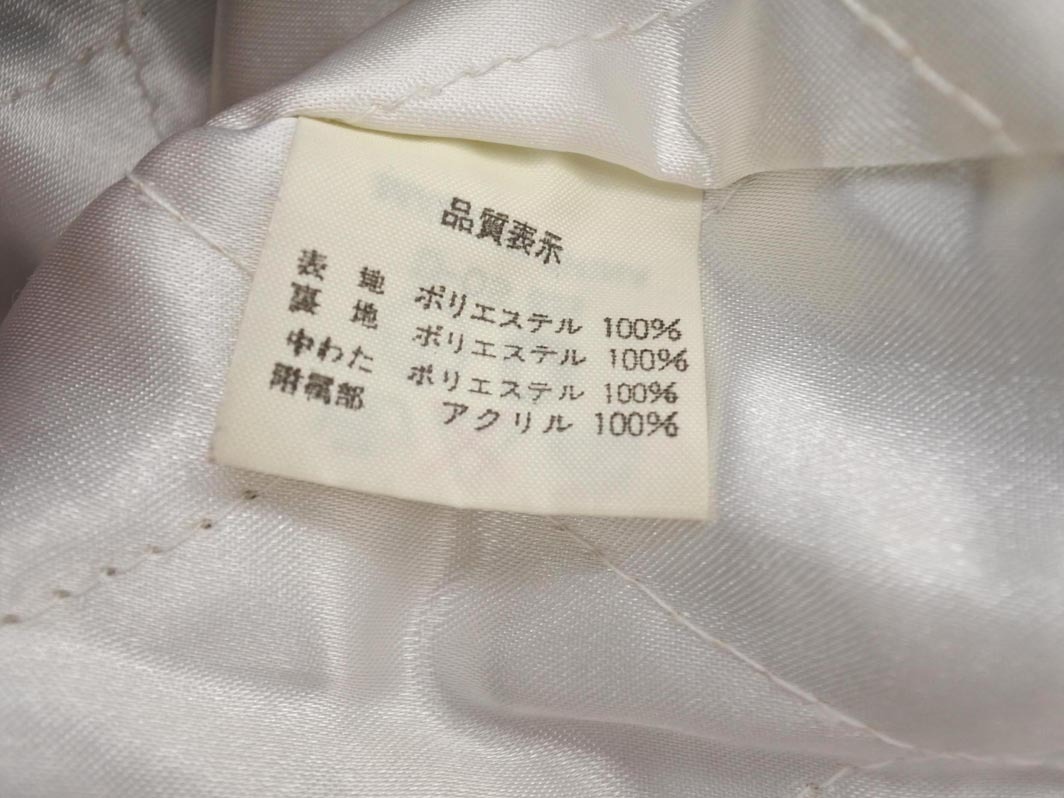 品質表示
表 地 ポリエステル 100%
裏 地 ポリエステル 100%
中わた ポリエステル 100%
附属部 アクリル 100%